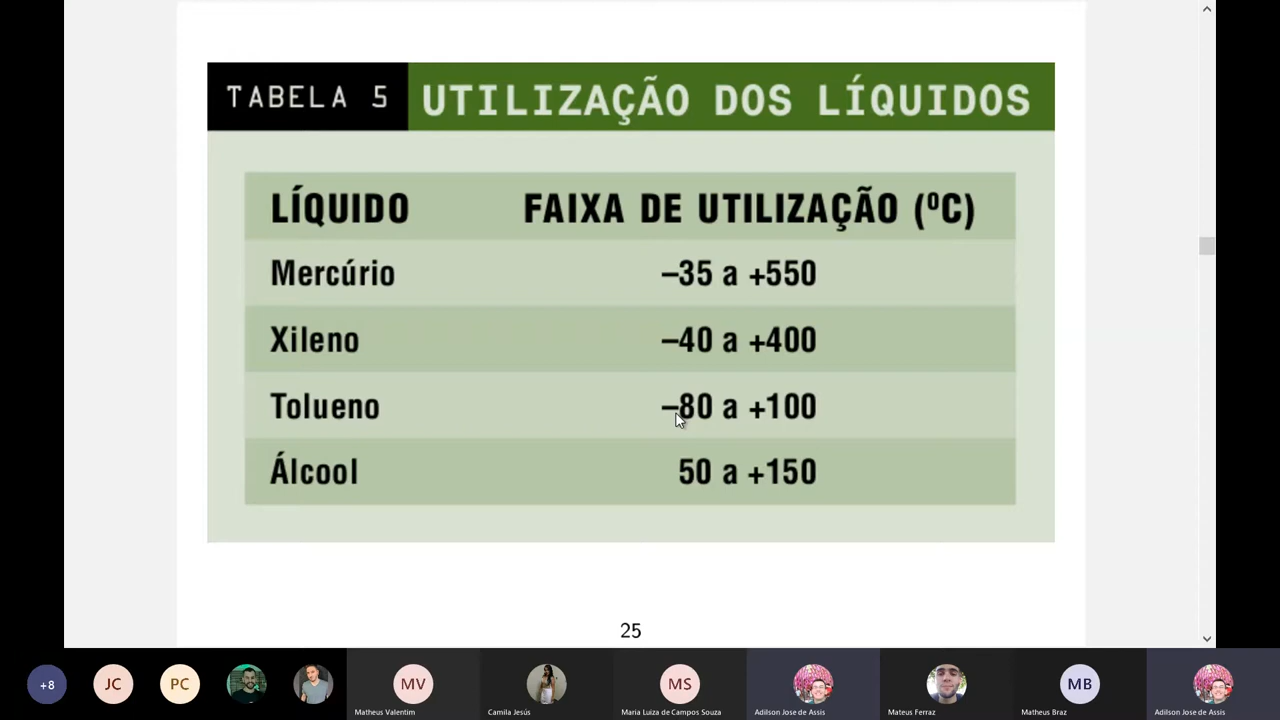 TABELA 5 UTILIZAÇÃO DOS LÍQUIDOS
LÍQUIDO FAIXA DE UTILIZAÇÃO (ºC)
Mercúrio –35 a +550
Xileno –40 a +400
Tolueno –80 a +100
Álcool 50 a +150
25
+8 JC PC MV MS MB
Matheus Valentim Camila Jesús Maria Luiza de Campos Souza Adilson Jose de Assis Mateus Ferraz Matheus Braz Adilson Jose de Assis